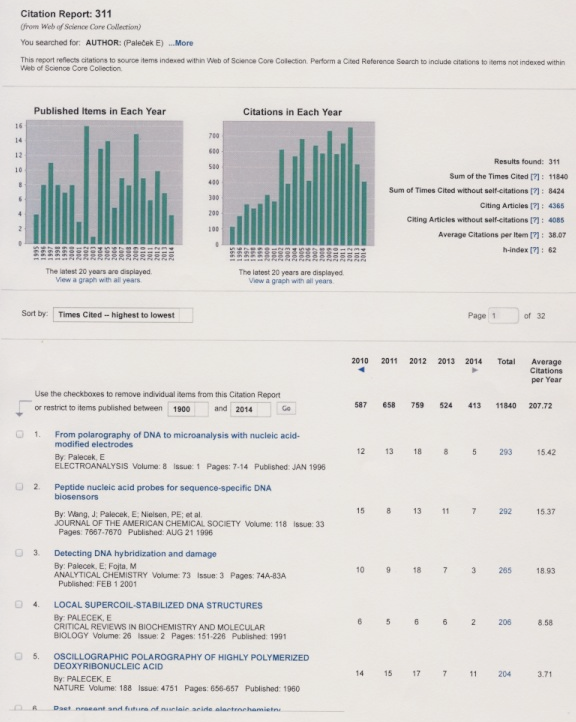 Citation Report: 311
(from Web of Science Core Collection)
You searched for: AUTHOR: (Paleček E) ...More
This report reflects citations to source items indexed within Web of Science Core Collection. Perform a Cited Reference Search to include citations to items not indexed within
Web of Science Core Collection.
Published Items in Each Year
16
14
12
10
8
6
4
2
0
1995 1996 1997 1998 1999 2000 2001 2002 2003 2004 2005 2006 2007 2008 2009 2010 2011 2012 2013 2014
The latest 20 years are displayed.
View a graph with all years.
Citations in Each Year
700
600
500
400
300
200
100
0
1995 1996 1997 1998 1999 2000 2001 2002 2003 2004 2005 2006 2007 2008 2009 2010 2011 2012 2013 2014
The latest 20 years are displayed.
View a graph with all years.
Results found: 311
Sum of the Times Cited [?] : 11840
Sum of Times Cited without self-citations [?] : 8424
Citing Articles [?] : 4365
Citing Articles without self-citations [?] : 4085
Average Citations per Item [?] : 38.07
h-index [?] : 62
Sort by: Times Cited -- highest to lowest
Page 1 of 32
2010 2011 2012 2013 2014 Total Average
Citations
per Year
Use the checkboxes to remove individual items from this Citation Report
or restrict to items published between 1900 and 2014 Go
587 658 759 524 413 11840 207.72
1. From polarography of DNA to microanalysis with nucleic acid-
modified electrodes
By: Palecek, E
ELECTROANALYSIS Volume: 8 Issue: 1 Pages: 7-14 Published: JAN 1996
12 13 18 8 5 293 15.42
2. Peptide nucleic acid probes for sequence-specific DNA
biosensors
By: Wang, J; Palecek, E; Nielsen, PE; et al.
JOURNAL OF THE AMERICAN CHEMICAL SOCIETY Volume: 118 Issue: 33
Pages: 7667-7670 Published: AUG 21 1996
15 8 13 11 7 292 15.37
3. Detecting DNA hybridization and damage
By: Palecek, E; Fojta, M
ANALYTICAL CHEMISTRY Volume: 73 Issue: 3 Pages: 74A-83A
Published: FEB 1 2001
10 9 18 7 3 265 18.93
4. LOCAL SUPERCOIL-STABILIZED DNA STRUCTURES
By: PALECEK, E
CRITICAL REVIEWS IN BIOCHEMISTRY AND MOLECULAR
BIOLOGY Volume: 26 Issue: 2 Pages: 151-226 Published: 1991
6 5 6 6 2 206 8.58
5. OSCILLOGRAPHIC POLAROGRAPHY OF HIGHLY POLYMERIZED
DEOXYRIBONUCLEIC ACID
By: PALECEK, E
NATURE Volume: 188 Issue: 4751 Pages: 656-657 Published: 1960
14 15 17 7 11 204 3.71
6. Past, present and future of nucleic acids electrochemistry